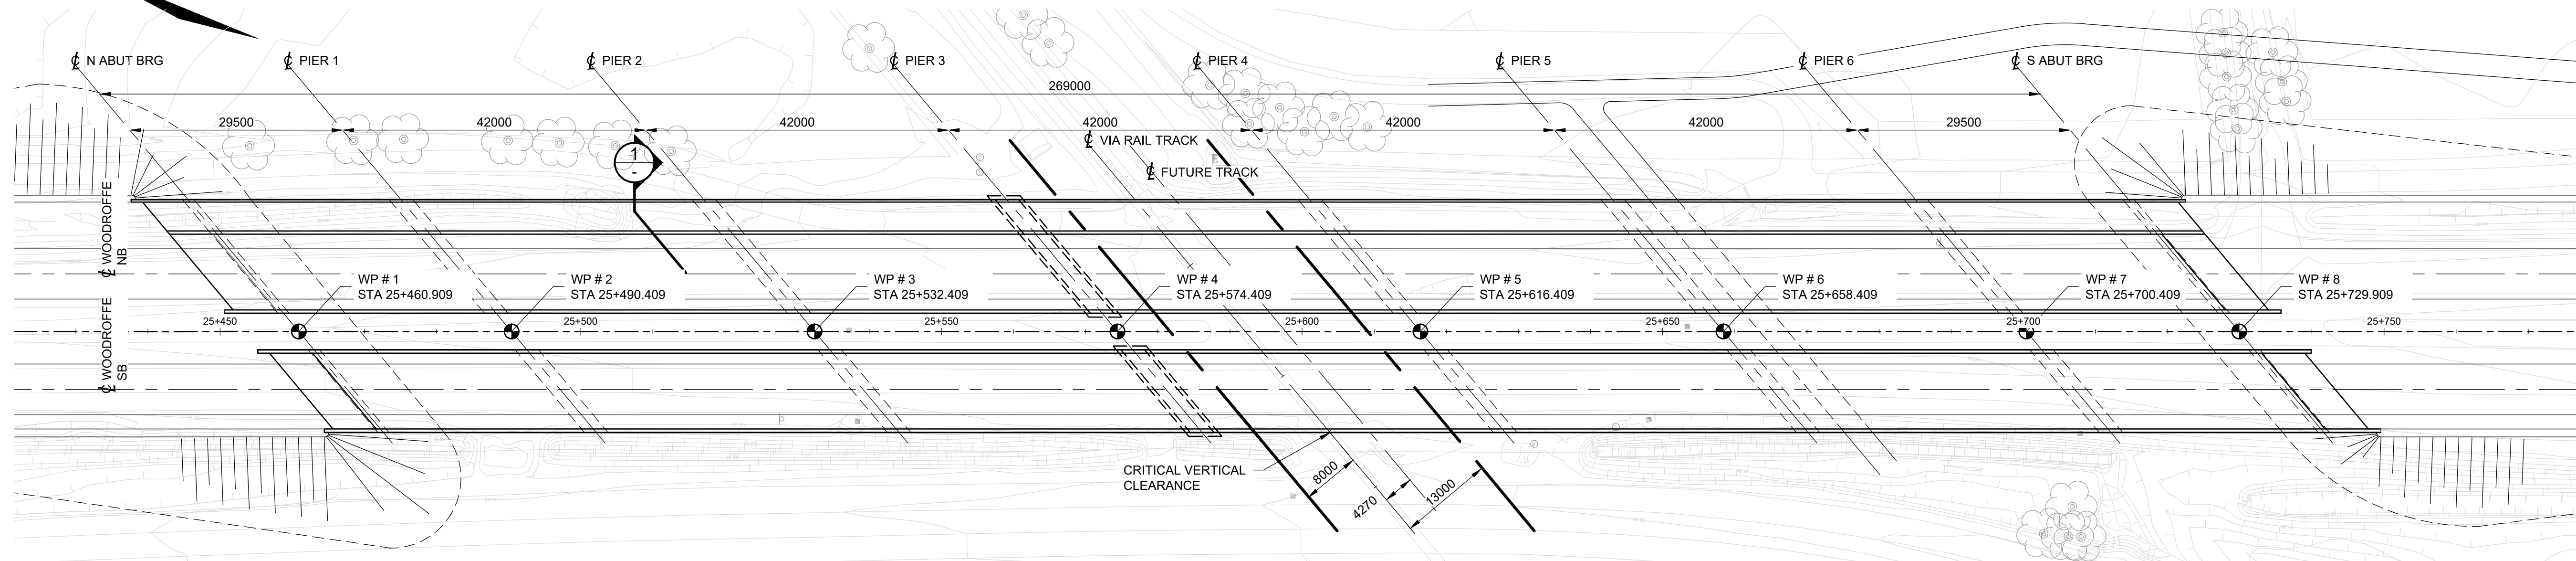 ℄ N ABUT BRG
℄ PIER 1
℄ PIER 2
℄ PIER 3
℄ PIER 4
℄ PIER 5
℄ PIER 6
℄ S ABUT BRG
269000
29500
42000
42000
42000
42000
42000
29500
℄ VIA RAIL TRACK
℄ FUTURE TRACK
1
-
℄ WOODROFFE
NB
WP # 1
STA 25+460.909
WP # 2
STA 25+490.409
WP # 3
STA 25+532.409
WP # 4
STA 25+574.409
WP # 5
STA 25+616.409
WP # 6
STA 25+658.409
WP # 7
STA 25+700.409
WP # 8
STA 25+729.909
25+450
25+500
25+550
25+600
25+650
25+700
25+750
℄ WOODROFFE
SB
CRITICAL VERTICAL
CLEARANCE
8000
4270
13000